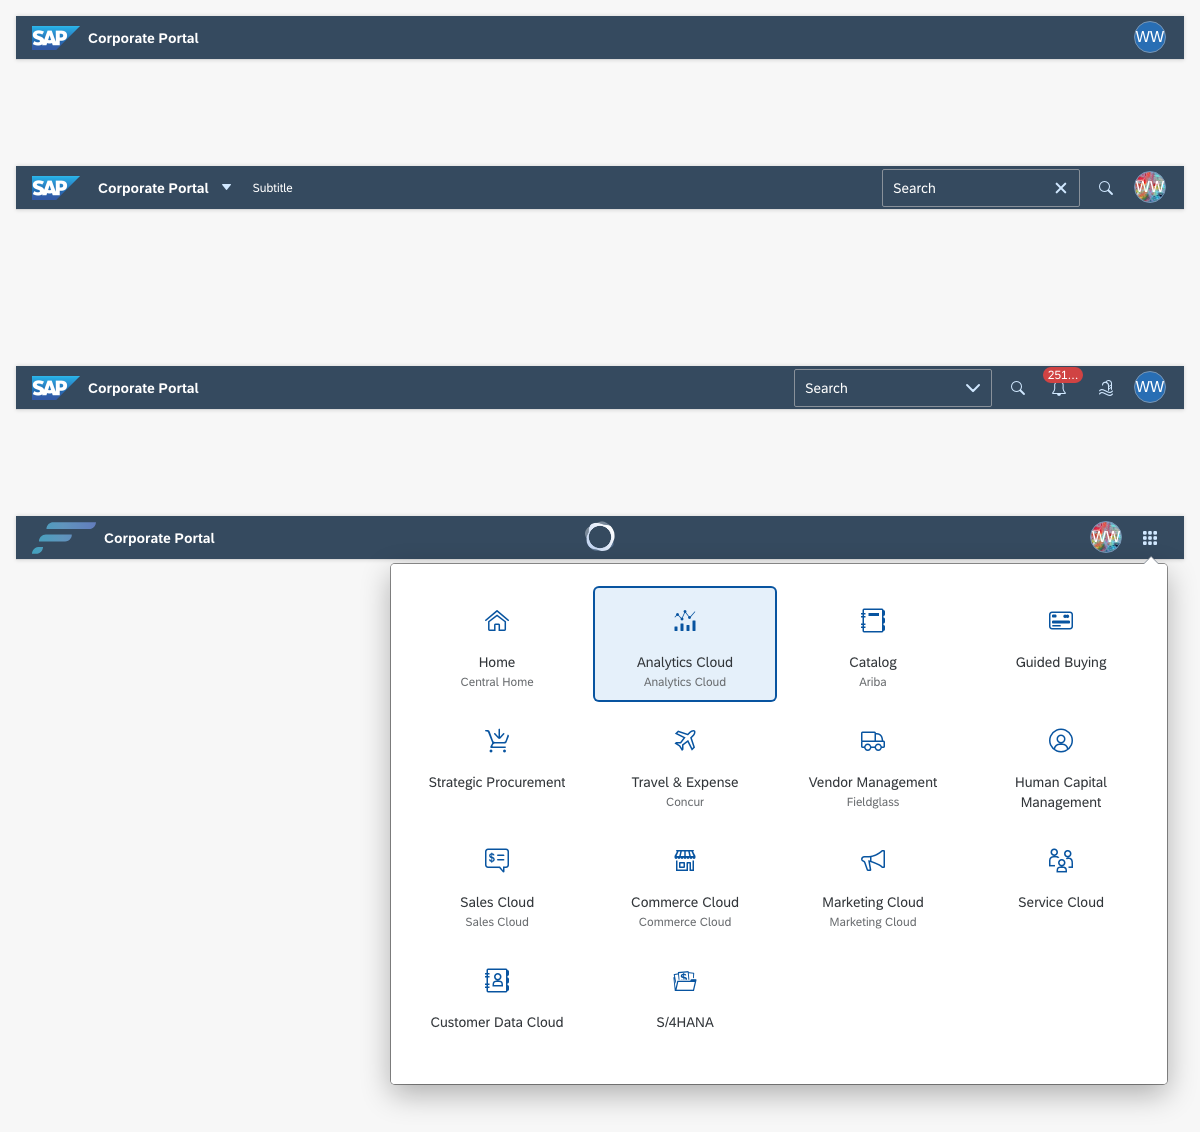 SAP Corporate Portal WW
SAP Corporate Portal Subtitle Search WW
SAP Corporate Portal Search 251... WW
Corporate Portal WW
Home Analytics Cloud Catalog Guided Buying
Central Home Analytics Cloud Ariba
Strategic Procurement Travel & Expense Vendor Management Human Capital
Concur Fieldglass Management
Sales Cloud Commerce Cloud Marketing Cloud Service Cloud
Sales Cloud Commerce Cloud Marketing Cloud
Customer Data Cloud S/4HANA